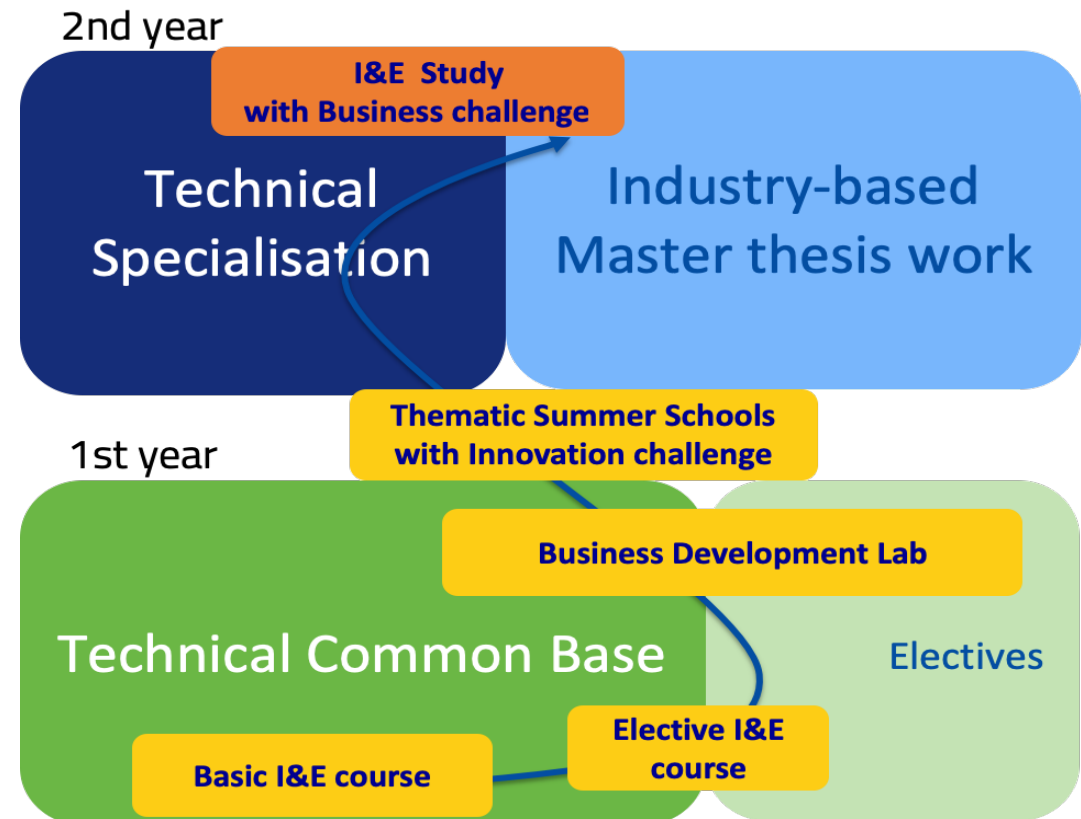 2nd year
I&E Study
with Business challenge
Technical
Specialisation
Industry-based
Master thesis work
Thematic Summer Schools
with Innovation challenge
1st year
Business Development Lab
Technical Common Base
Electives
Elective I&E
course
Basic I&E course